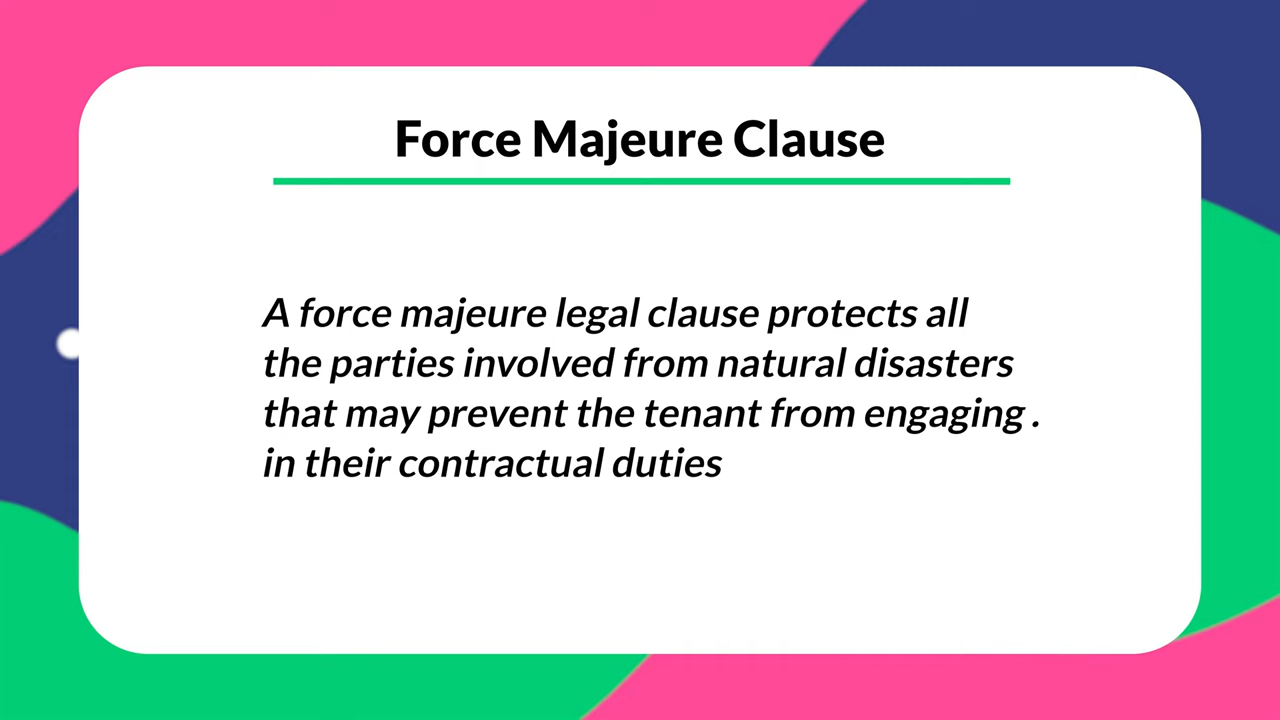 Force Majeure Clause
A force majeure legal clause protects all
the parties involved from natural disasters
that may prevent the tenant from engaging .
in their contractual duties